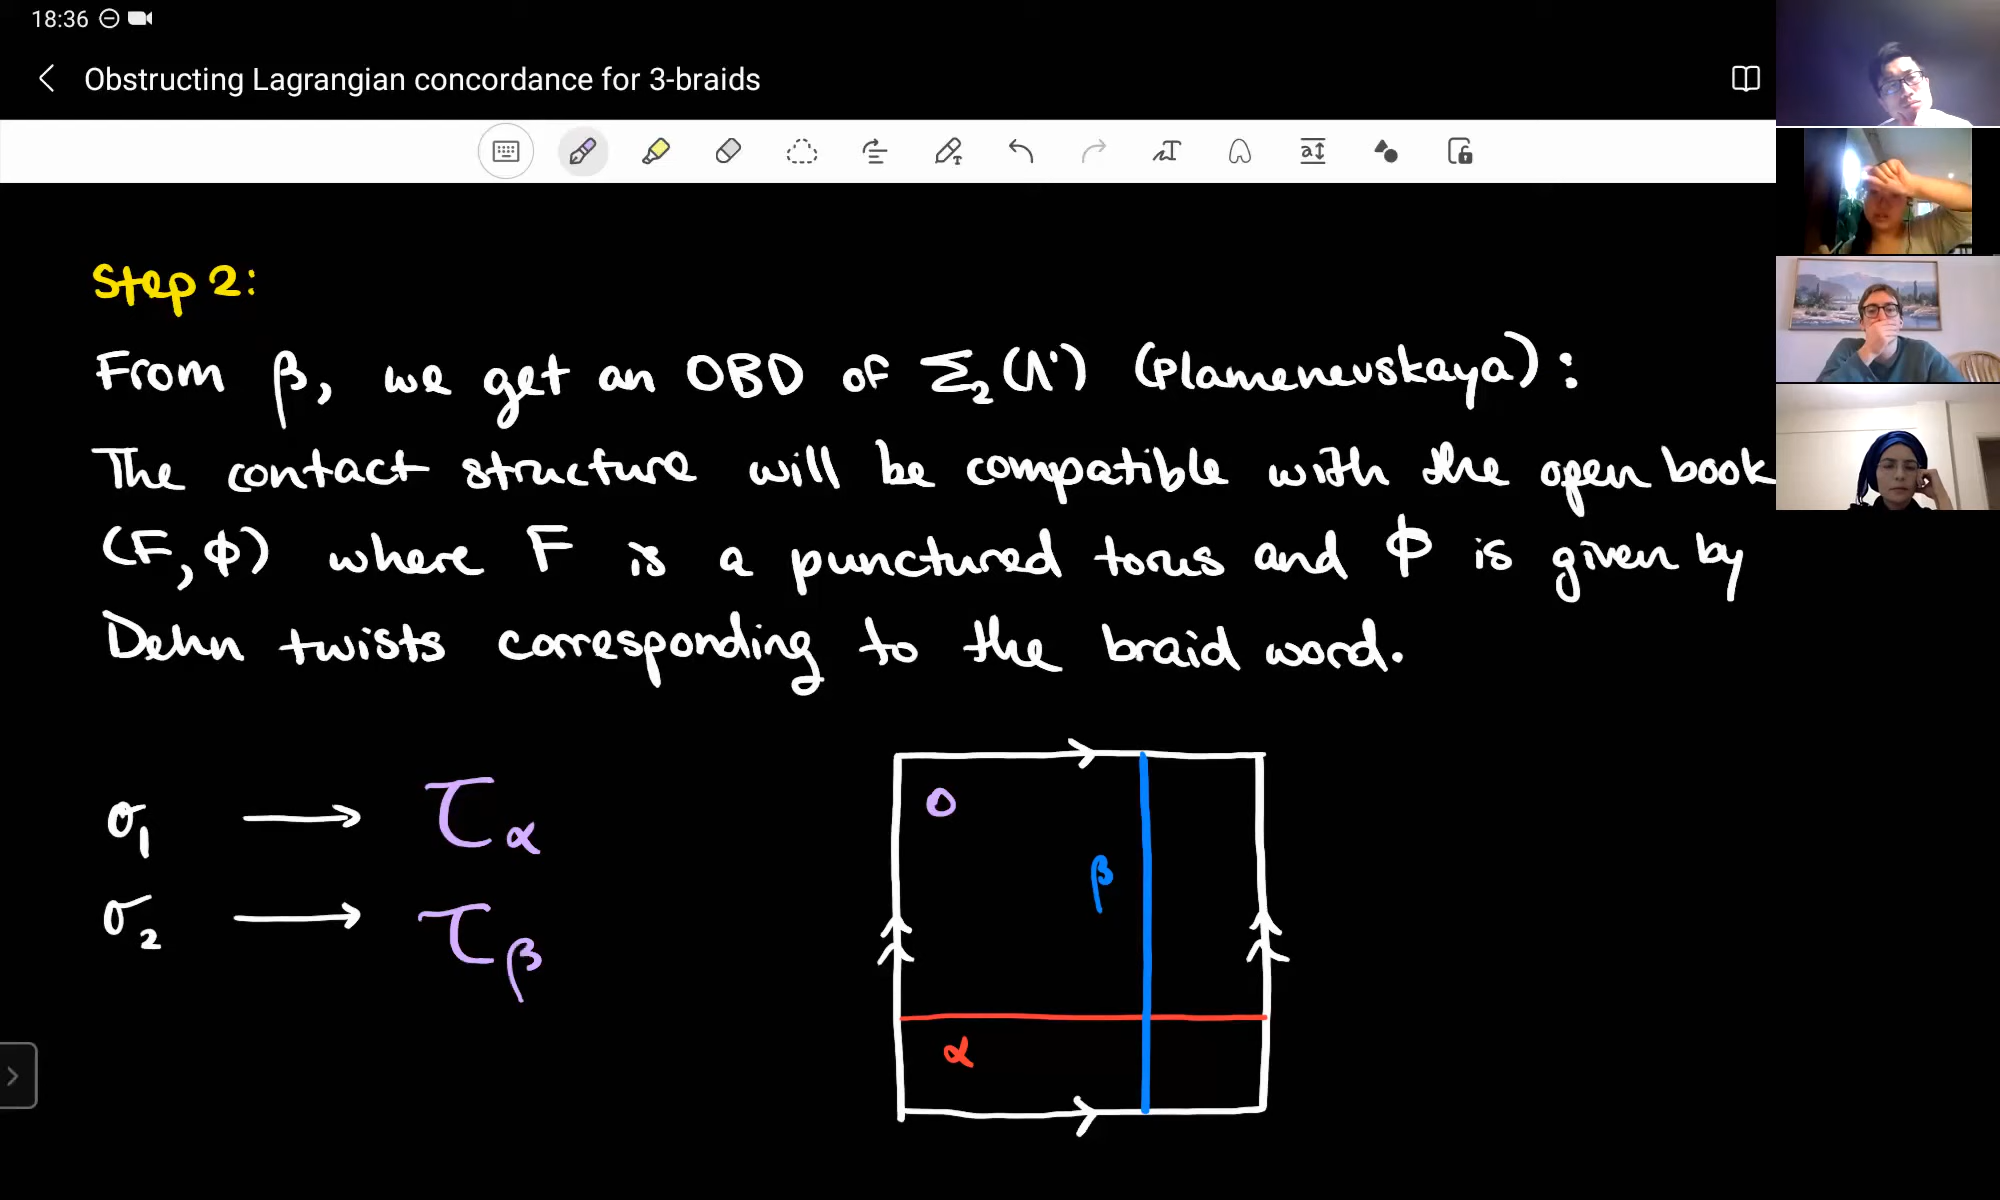 18:36
Obstructing Lagrangian concordance for 3-braids
Step 2:
From β, we get an OBD of Σ₂(Λ') (Plamenevskaya):
The contact structure will be compatible with the open book
(F, Φ) where F is a punctured torus and Φ is given by
Dehn twists corresponding to the braid word.
σ₁ → τ_α
σ₂ → τ_β
β
α